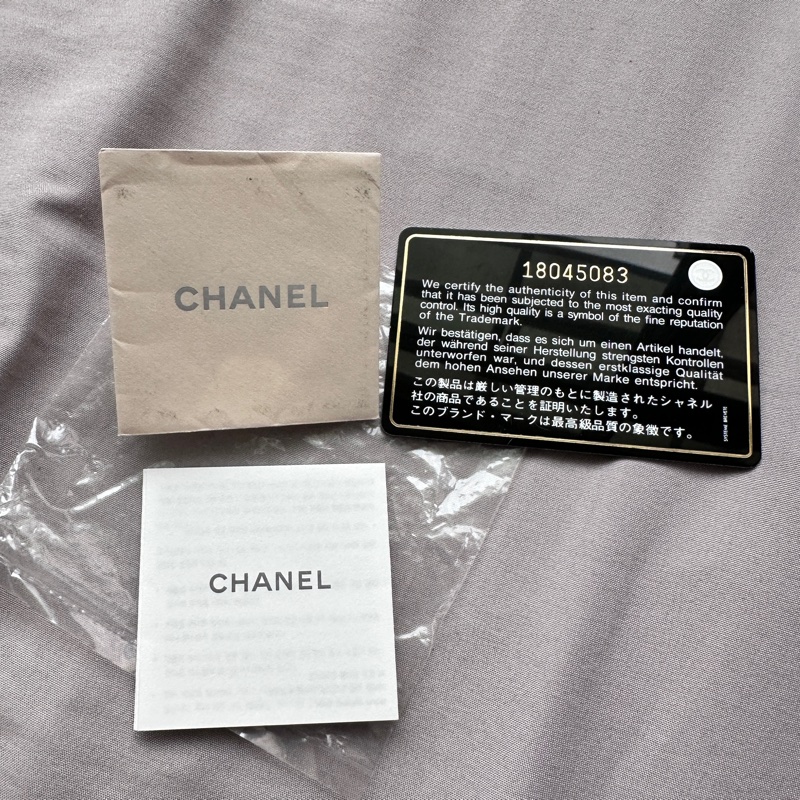 CHANEL
18045083
We certify the authenticity of this item and confirm
that it has been subjected to the most exacting quality
control. Its high quality is a symbol of the fine reputation
of the Trademark.
Wir bestätigen, dass es sich um einen Artikel handelt,
der während seiner Herstellung strengsten Kontrollen
unterworfen war, und dessen erstklassige Qualität
dem hohen Ansehen unserer Marke entspricht.
この製品は厳しい管理のもとに製造されたシャネル
社の商品であることを証明いたします。
このブランド・マークは最高級品質の象徴です。
CHANEL